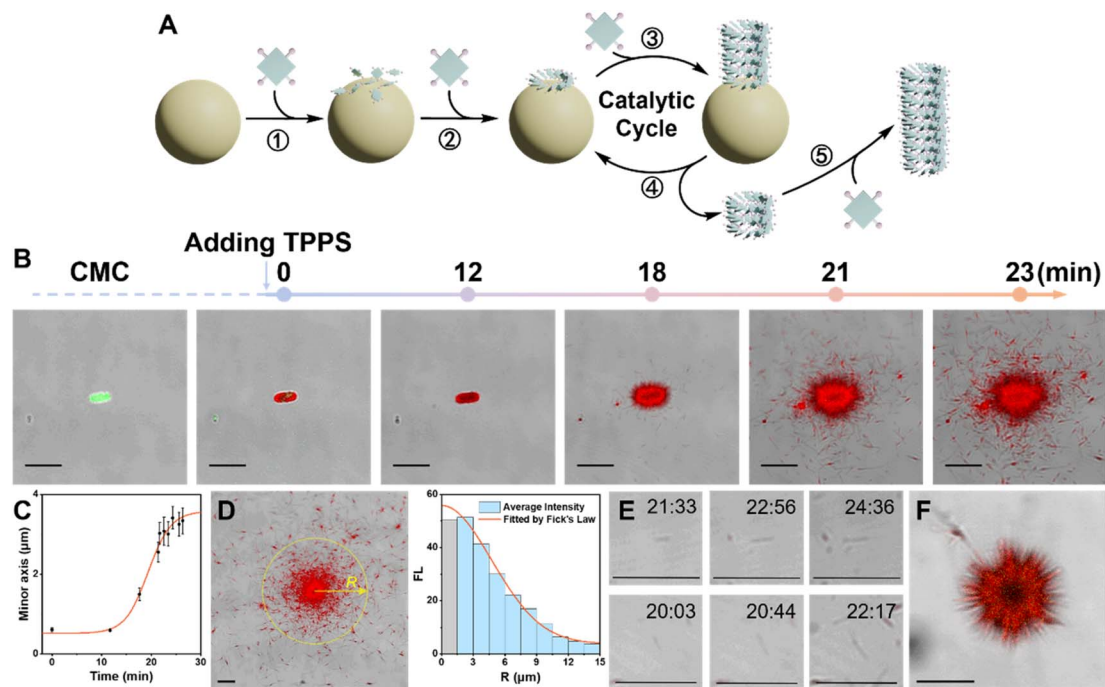 A
① ② ③ ④ ⑤
Catalytic
Cycle
B
Adding TPPS
CMC 0 12 18 21 23 (min)
C
4
2
0
Minor axis (μm)
0 10 20 30
Time (min)
D
R
60
40
20
0
FL
Average Intensity
Fitted by Fick's Law
0 3 6 9 12 15
R (μm)
E
21:33 22:56 24:36
20:03 20:44 22:17
F